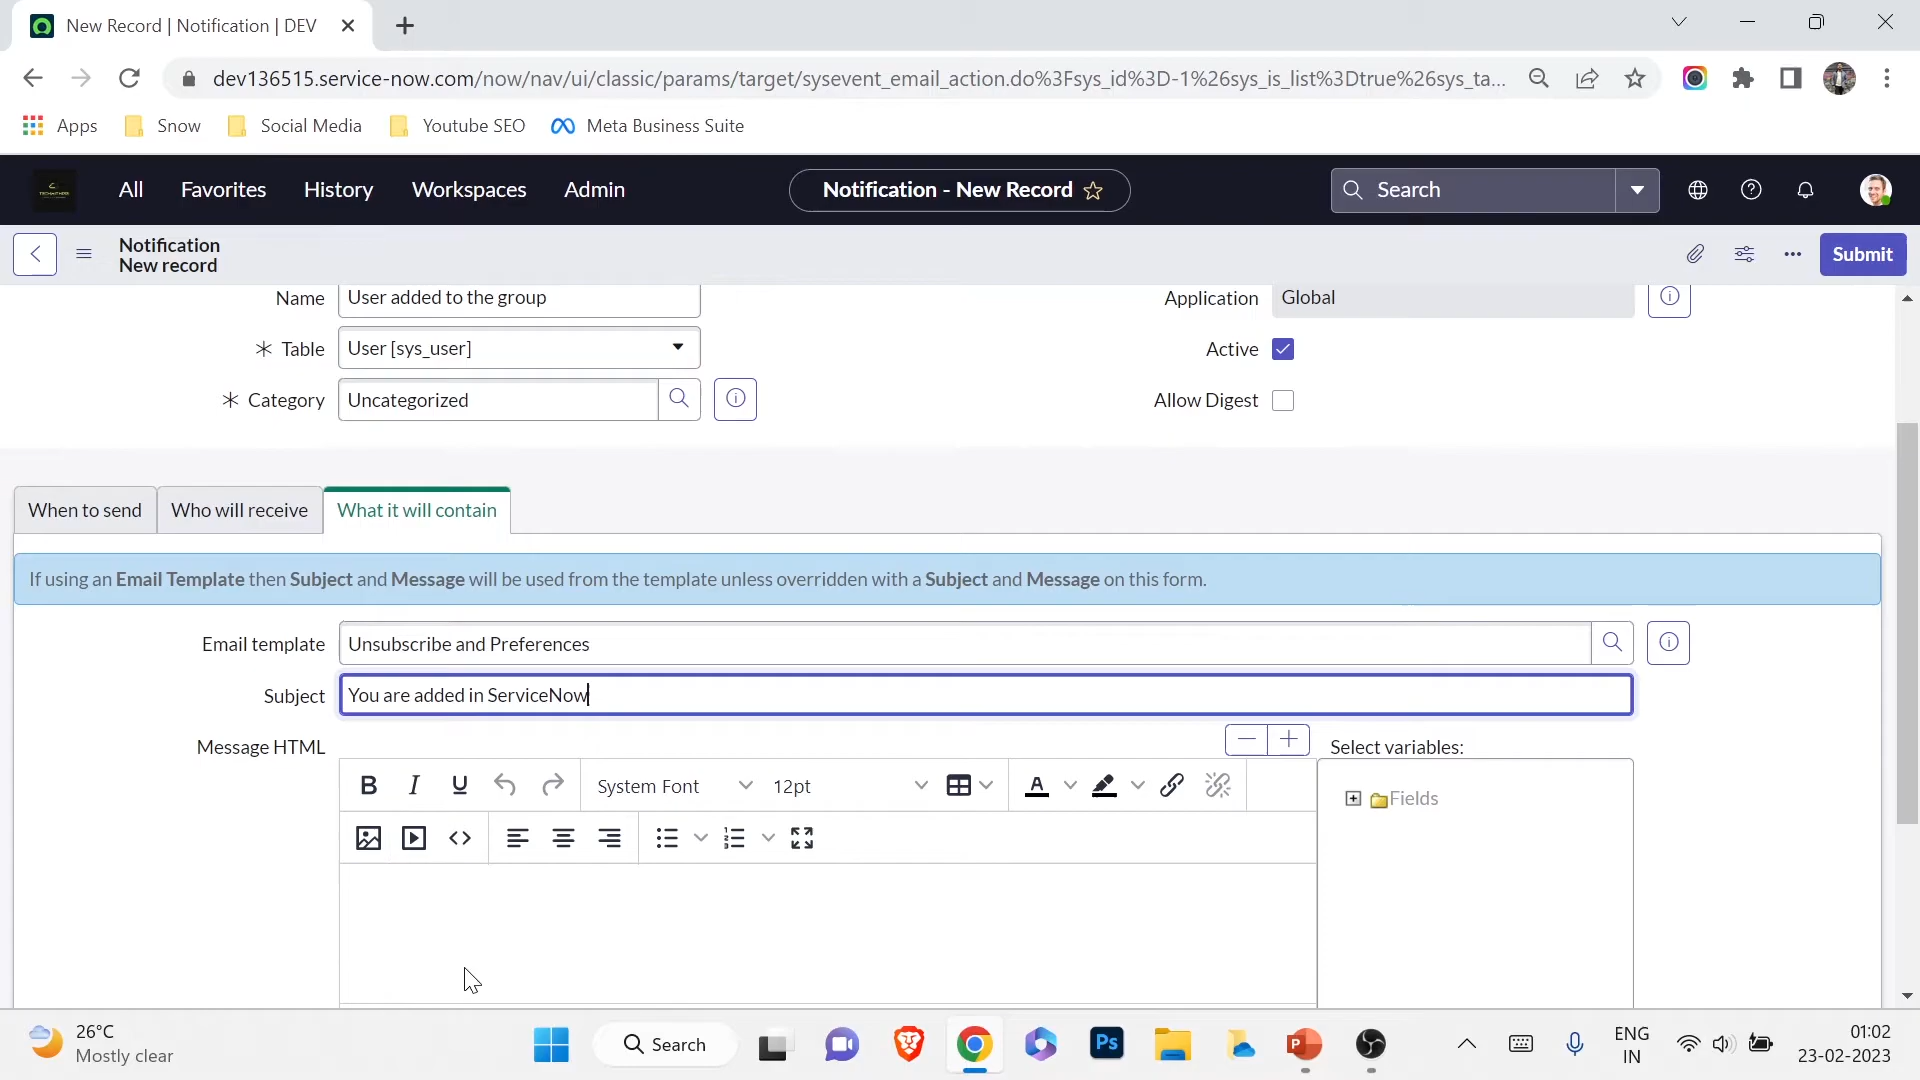 New Record | Notification | DEV
dev136515.service-now.com/now/nav/ui/classic/params/target/sysevent_email_action.do%3Fsys_id%3D-1%26sys_is_list%3Dtrue%26sys_ta...
Apps Snow Social Media Youtube SEO Meta Business Suite
All Favorites History Workspaces Admin Notification - New Record Search
Notification
New record
Submit
Name User added to the group Application Global
Table User [sys_user] Active
Category Uncategorized Allow Digest
When to send Who will receive What it will contain
If using an Email Template then Subject and Message will be used from the template unless overridden with a Subject and Message on this form.
Email template Unsubscribe and Preferences
Subject You are added in ServiceNow
Message HTML Select variables:
B I U System Font 12pt A
Fields
26°C
Mostly clear
Search
Ps
P
ENG
IN
01:02
23-02-2023